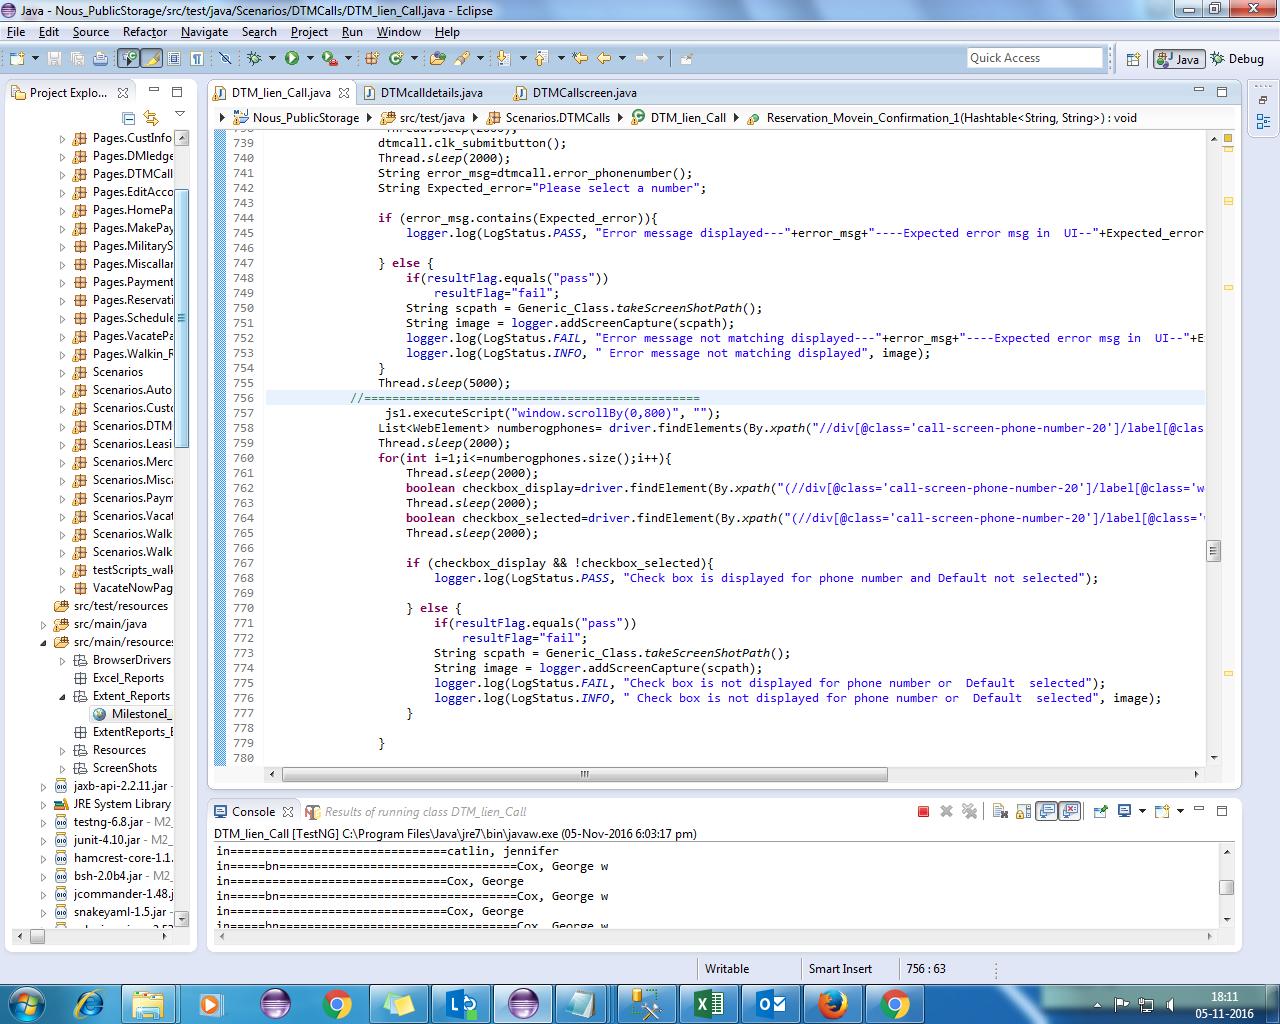 Java - Nous_PublicStorage/src/test/java/Scenarios/DTMCalls/DTM_lien_Call.java - Eclipse
File Edit Source Refactor Navigate Search Project Run Window Help
Quick Access
Java
Debug
Project Explo...
Pages.CustInfo
Pages.DMledge
Pages.DTMCall
Pages.EditAcco
Pages.HomePa
Pages.MakePay
Pages.MilitaryS
Pages.Miscallar
Pages.Payment
Pages.Reservati
Pages.Schedule
Pages.VacatePa
Pages.Walkin_R
Scenarios
Scenarios.Auto
Scenarios.Custo
Scenarios.DTM
Scenarios.Leasi
Scenarios.Merc
Scenarios.Misca
Scenarios.Paym
Scenarios.Vacat
Scenarios.Walk
Scenarios.Walk
testScripts_walk
VacateNowPag
src/test/resources
src/main/java
src/main/resources
BrowserDrivers
Excel_Reports
Extent_Reports
MilestoneI_
ExtentReports_E
Resources
ScreenShots
jaxb-api-2.2.11.jar -
JRE System Library
testng-6.8.jar - M2_
junit-4.10.jar - M2_
hamcrest-core-1.1.
bsh-2.0b4.jar - M2_
jcommander-1.48.j
snakeyaml-1.5.jar -
DTM_lien_Call.java DTMcalldetails.java DTMCallscreen.java
Nous_PublicStorage src/test/java Scenarios.DTMCalls DTM_lien_Call Reservation_Movein_Confirmation_1(Hashtable<String, String>) : void
738 Thread.sleep(2000);
739 dtmcall.clk_submitbutton();
740 Thread.sleep(2000);
741 String error_msg=dtmcall.error_phonenumber();
742 String Expected_error="Please select a number";
743
744 if (error_msg.contains(Expected_error)){
745 logger.log(LogStatus.PASS, "Error message displayed---"+error_msg+"----Expected error msg in  UI--"+Expected_error
746
747 } else {
748 if(resultFlag.equals("pass"))
749 resultFlag="fail";
750 String scpath = Generic_Class.takeScreenShotPath();
751 String image = logger.addScreenCapture(scpath);
752 logger.log(LogStatus.FAIL, "Error message not matching displayed---"+error_msg+"----Expected error msg in  UI--"+E
753 logger.log(LogStatus.INFO, " Error message not matching displayed", image);
754 }
755 Thread.sleep(5000);
756 //================================================
757 js1.executeScript("window.scrollBy(0,800)", "");
758 List<WebElement> numberogphones= driver.findElements(By.xpath("//div[@class='call-screen-phone-number-20']/label[@clas
759 Thread.sleep(2000);
760 for(int i=1;i<=numberogphones.size();i++){
761 Thread.sleep(2000);
762 boolean checkbox_display=driver.findElement(By.xpath("(//div[@class='call-screen-phone-number-20']/label[@class='w
763 Thread.sleep(2000);
764 boolean checkbox_selected=driver.findElement(By.xpath("(//div[@class='call-screen-phone-number-20']/label[@class='
765 Thread.sleep(2000);
766
767 if (checkbox_display && !checkbox_selected){
768 logger.log(LogStatus.PASS, "Check box is displayed for phone number and Default not selected");
769
770 } else {
771 if(resultFlag.equals("pass"))
772 resultFlag="fail";
773 String scpath = Generic_Class.takeScreenShotPath();
774 String image = logger.addScreenCapture(scpath);
775 logger.log(LogStatus.FAIL, "Check box is not displayed for phone number or  Default  selected");
776 logger.log(LogStatus.INFO, " Check box is not displayed for phone number or  Default  selected", image);
777 }
778
779 }
780
Console Results of running class DTM_lien_Call
DTM_lien_Call [TestNG] C:\Program Files\Java\jre7\bin\javaw.exe (05-Nov-2016 6:03:17 pm)
in==============================catlin, jennifer
in=====bn==================================Cox, George w
in==============================Cox, George
in=====bn==================================Cox, George w
in==============================Cox, George
in=====bn==================================Cox, George w
Writable Smart Insert 756 : 63
18:11
05-11-2016